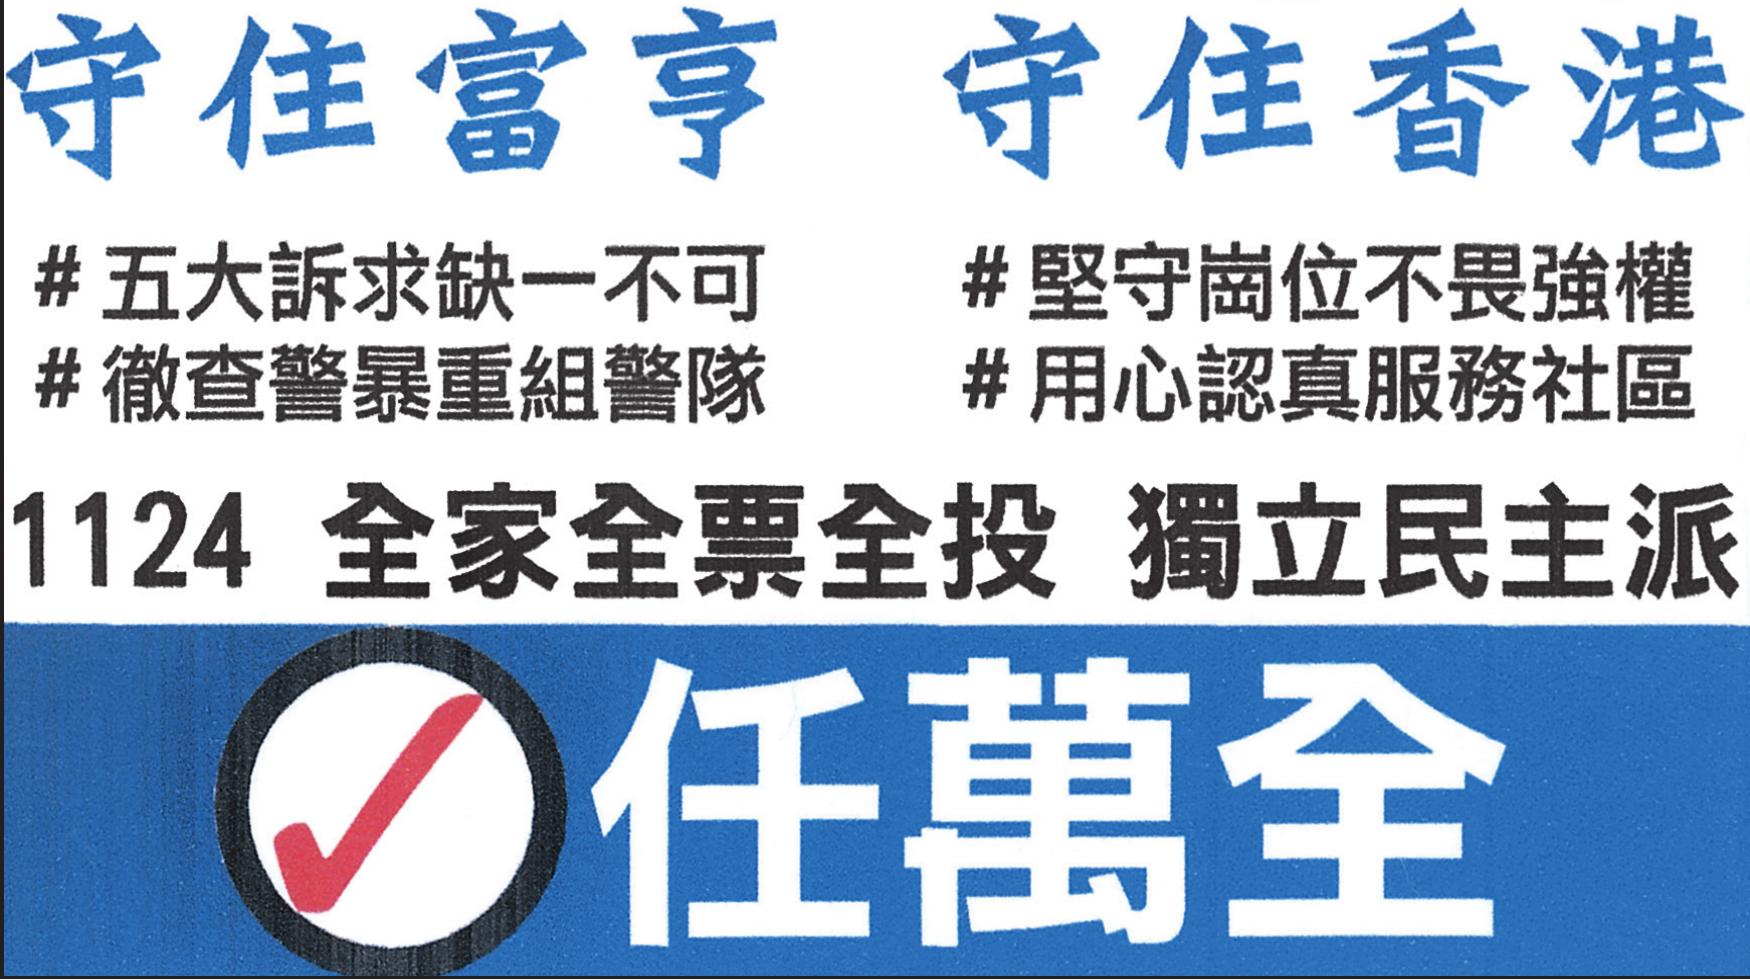 守住富亨 守住香港
#五大訴求缺一不可 #堅守崗位不畏強權
#徹查警暴重組警隊 #用心認真服務社區
1124 全家全票全投 獨立民主派
任萬全